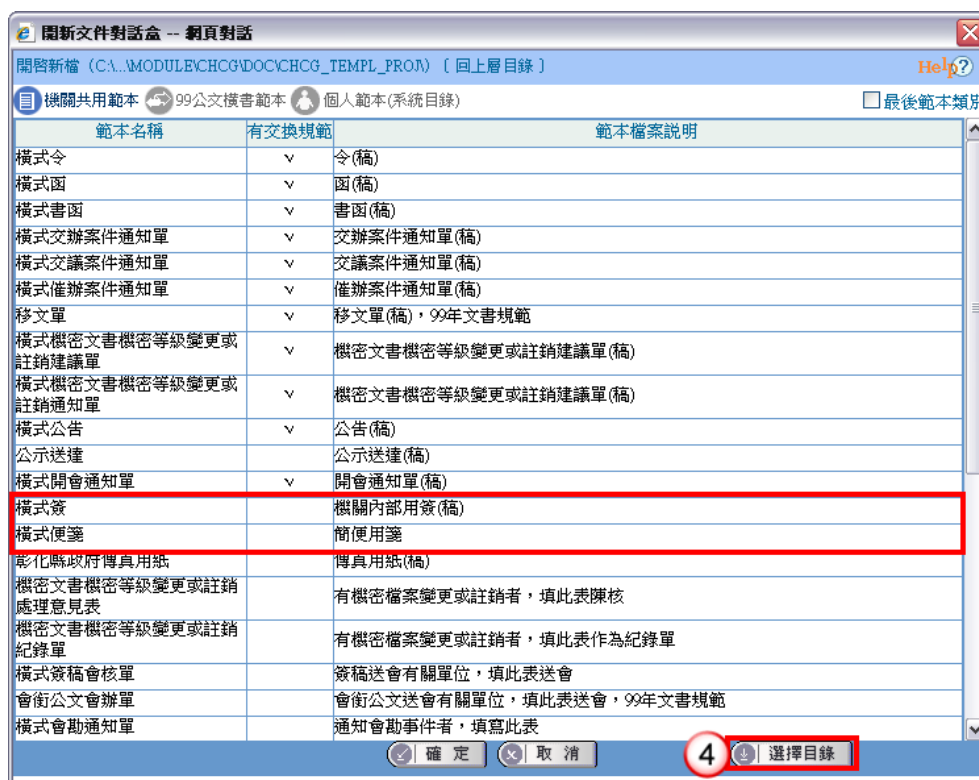 開新文件對話盒 -- 網頁對話
開啓新檔（C:\...\MODULE\CHCG\DOC\CHCG_TEMPL_PROJ\）〔回上層目錄〕 Help?
機關共用範本 99公文橫書範本 個人範本(系統目錄) 最後範本類別
範本名稱 有交換規範 範本檔案說明
橫式令 v 令(稿)
橫式函 v 函(稿)
橫式書函 v 書函(稿)
橫式交辦案件通知單 v 交辦案件通知單(稿)
橫式交議案件通知單 v 交議案件通知單(稿)
橫式催辦案件通知單 v 催辦案件通知單(稿)
移文單 v 移文單(稿)，99年文書規範
橫式機密文書機密等級變更或
註銷建議單 v 機密文書機密等級變更或註銷建議單(稿)
橫式機密文書機密等級變更或
註銷通知單 v 機密文書機密等級變更或註銷建議單(稿)
橫式公告 v 公告(稿)
公示送達 公示送達(稿)
橫式開會通知單 v 開會通知單(稿)
橫式簽 機關內部用簽(稿)
橫式便箋 簡便用箋
彰化縣政府傳真用紙 傳真用紙(稿)
機密文書機密等級變更或註銷
處理意見表 有機密檔案變更或註銷者，填此表陳核
機密文書機密等級變更或註銷
紀錄單 有機密檔案變更或註銷者，填此表作為紀錄單
橫式簽稿會核單 簽稿送會有關單位，填此表送會
會銜公文會辦單 會銜公文送會有關單位，填此表送會，99年文書規範
橫式會勘通知單 通知會勘事件者，填寫此表
確 定 取 消 4 選擇目錄